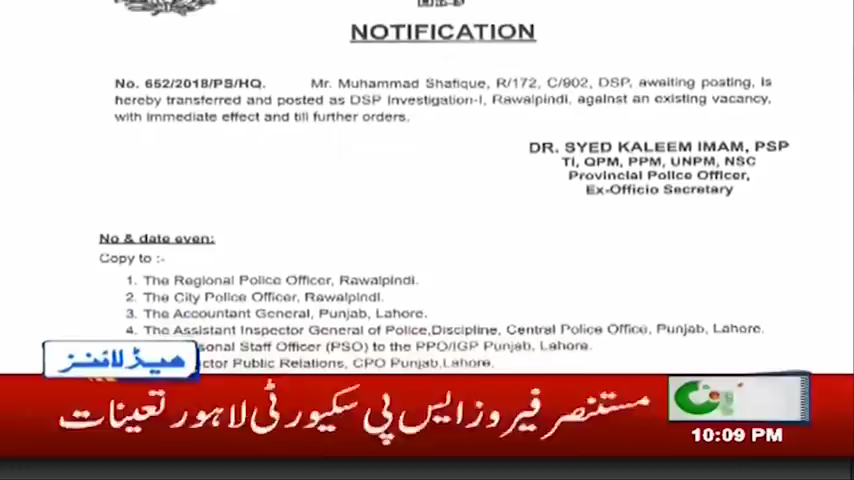 NOTIFICATION
No. 652/2018/PS/HQ. Mr. Muhammad Shafique, R/172, C/902, DSP, awaiting posting, is
hereby transferred and posted as DSP Investigation-I, Rawalpindi, against an existing vacancy,
with immediate effect and till further orders.
DR. SYED KALEEM IMAM, PSP
TI, QPM, PPM, UNPM, NSC
Provincial Police Officer,
Ex-Officio Secretary
No & date even:
Copy to :-
1. The Regional Police Officer, Rawalpindi.
2. The City Police Officer, Rawalpindi.
3. The Accountant General, Punjab, Lahore.
4. The Assistant Inspector General of Police,Discipline, Central Police Office, Punjab, Lahore.
Staff Officer (PSO) to the PPO/IGP Punjab, Lahore.
Public Relations, CPO Punjab,Lahore.
ہیڈلائنز
مستنصر فیروز ایس پی سکیورٹی لاہور تعینات
10:09 PM